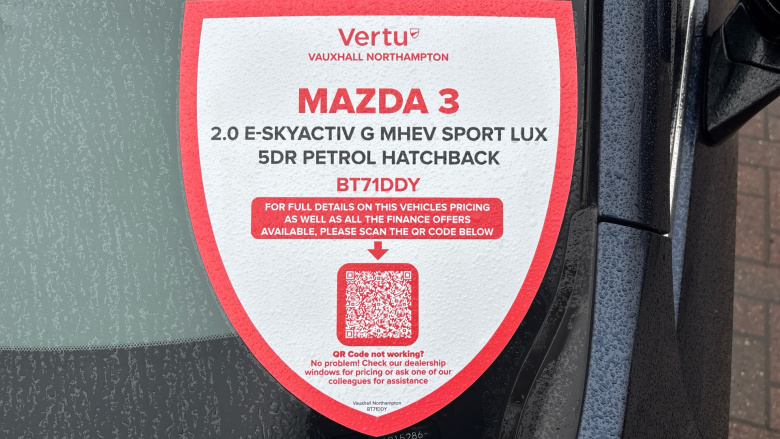 Vertu
VAUXHALL NORTHAMPTON
MAZDA 3
2.0 E-SKYACTIV G MHEV SPORT LUX
5DR PETROL HATCHBACK
BT71DDY
FOR FULL DETAILS ON THIS VEHICLES PRICING
AS WELL AS ALL THE FINANCE OFFERS
AVAILABLE, PLEASE SCAN THE QR CODE BELOW
QR Code not working?
No problem! Check our dealership
windows for pricing or ask one of our
colleagues for assistance
Vauxhall Northampton
BT71DDY